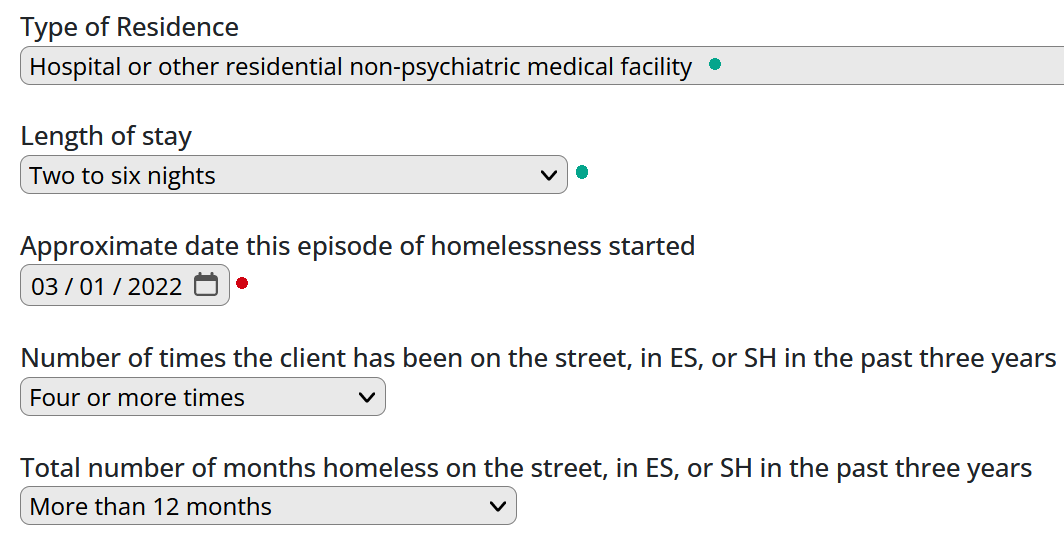 Type of Residence
Hospital or other residential non-psychiatric medical facility
Length of stay
Two to six nights
Approximate date this episode of homelessness started
03 / 01 / 2022
Number of times the client has been on the street, in ES, or SH in the past three years
Four or more times
Total number of months homeless on the street, in ES, or SH in the past three years
More than 12 months